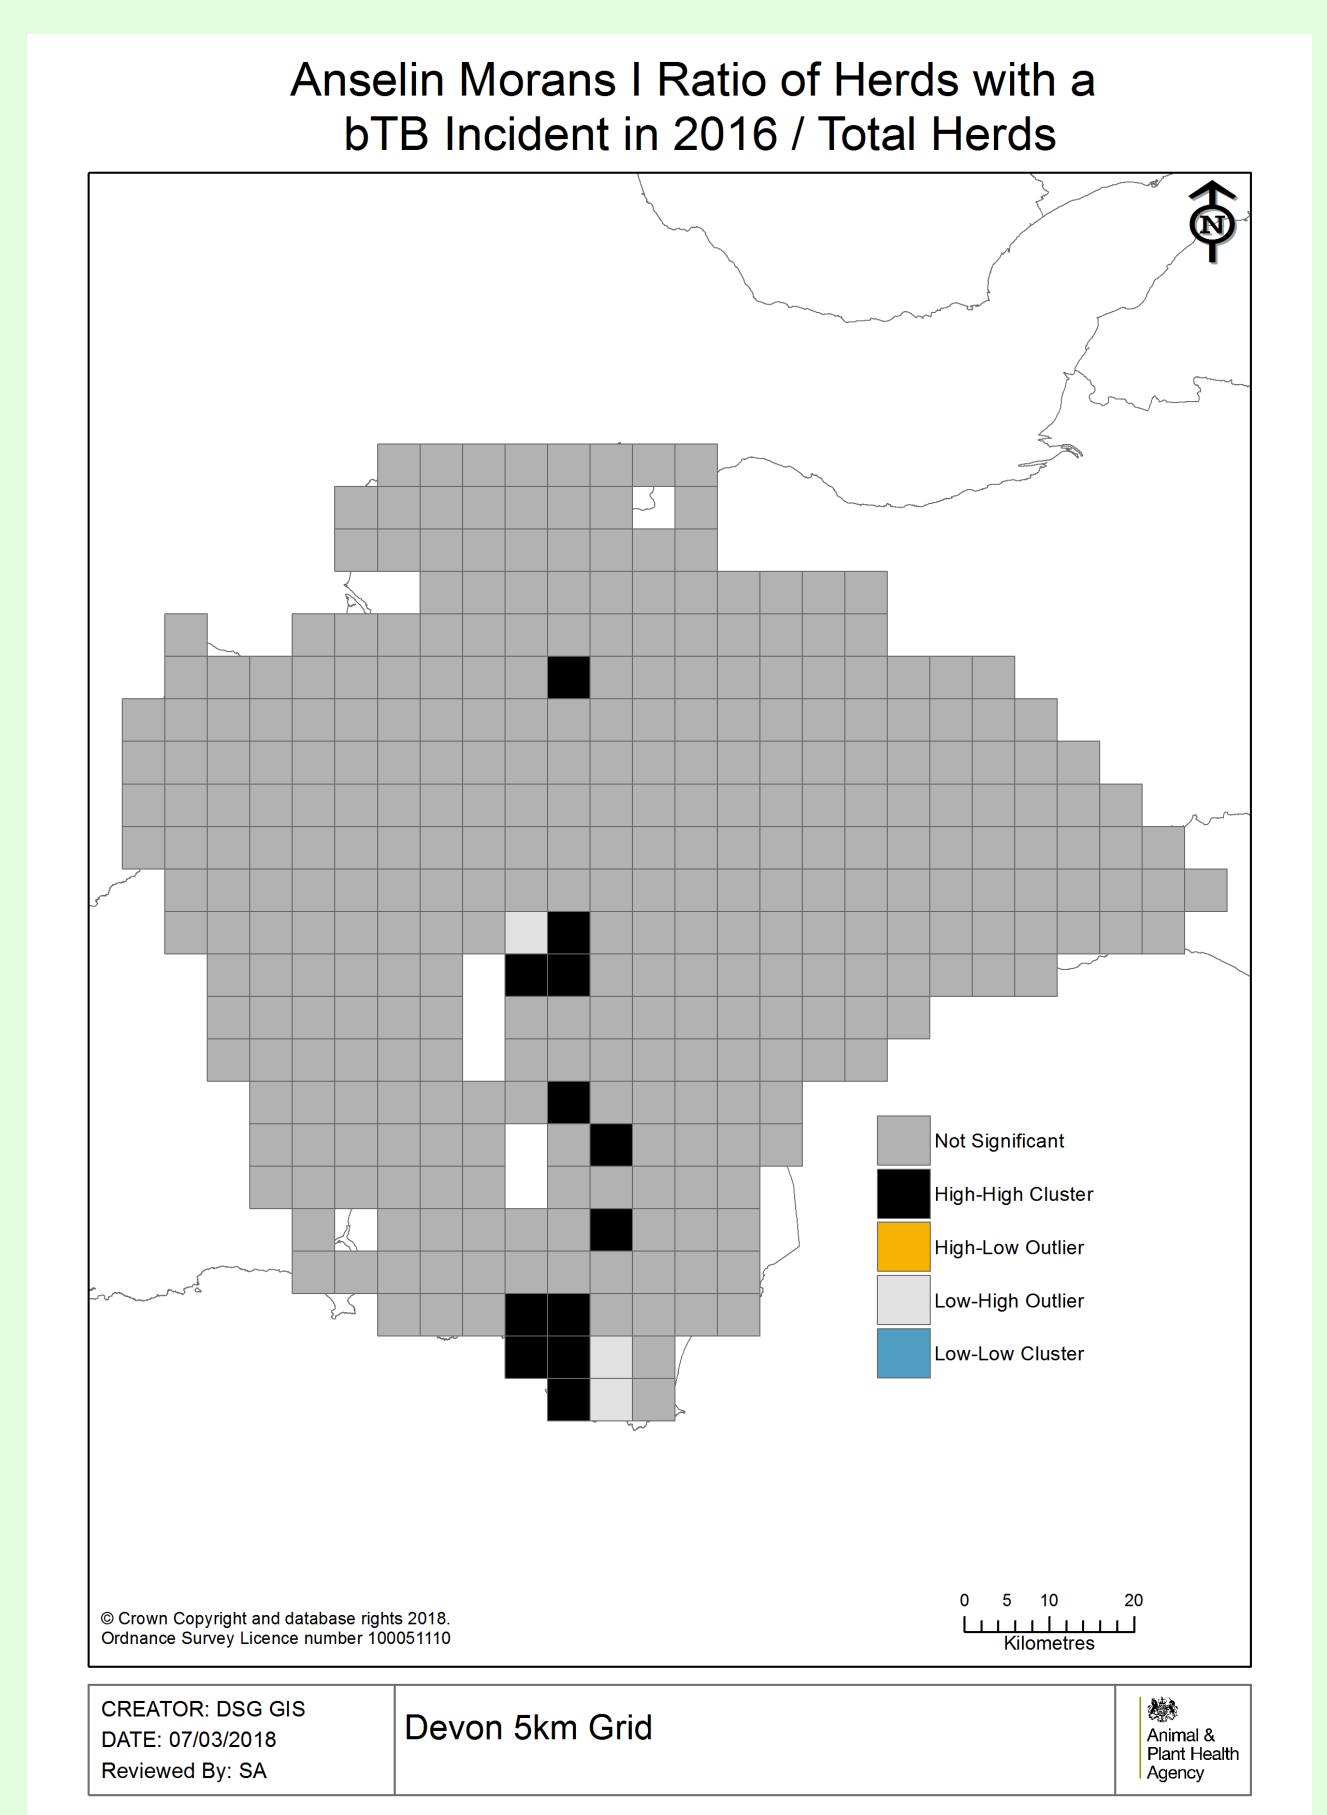 Anselin Morans I Ratio of Herds with a
bTB Incident in 2016 / Total Herds
N
Not Significant
High-High Cluster
High-Low Outlier
Low-High Outlier
Low-Low Cluster
0 5 10 20
Kilometres
© Crown Copyright and database rights 2018.
Ordnance Survey Licence number 100051110
CREATOR: DSG GIS
DATE: 07/03/2018
Reviewed By: SA
Devon 5km Grid
Animal &
Plant Health
Agency